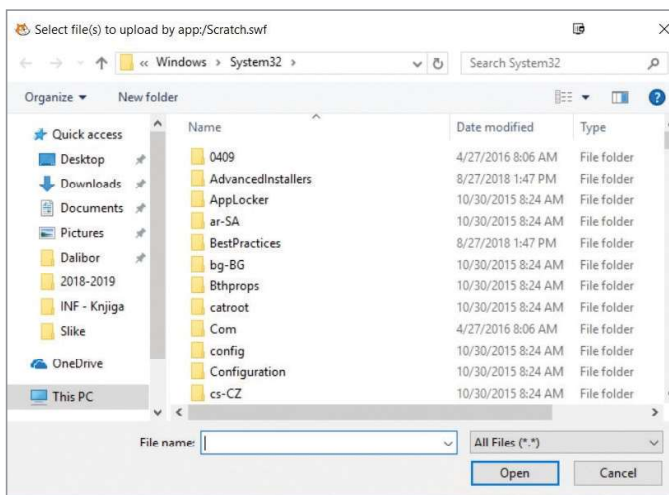 Select file(s) to upload by app:/Scratch.swf
« Windows › System32 ›
Search System32
Organize
New folder
Quick access
Desktop
Downloads
Documents
Pictures
Dalibor
2018-2019
INF - Knjiga
Slike
OneDrive
This PC
Name Date modified Type
0409 4/27/2016 8:06 AM File folder
AdvancedInstallers 8/27/2018 1:47 PM File folder
AppLocker 10/30/2015 8:24 AM File folder
ar-SA 10/30/2015 8:24 AM File folder
BestPractices 8/27/2018 1:47 PM File folder
bg-BG 10/30/2015 8:24 AM File folder
Bthprops 10/30/2015 8:24 AM File folder
catroot 10/30/2015 8:24 AM File folder
Com 4/27/2016 8:06 AM File folder
config 10/30/2015 8:24 AM File folder
Configuration 10/30/2015 8:24 AM File folder
cs-CZ 10/30/2015 8:24 AM File folder
File name:
All Files (*.*)
Open
Cancel